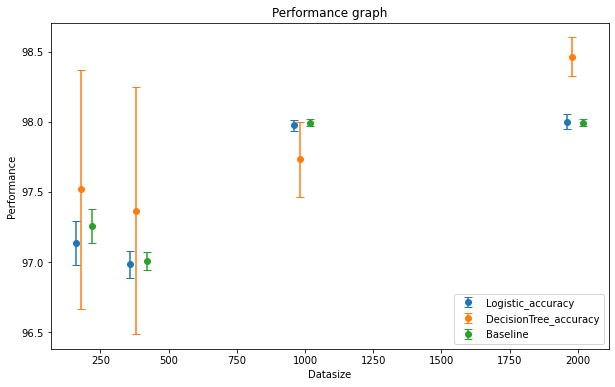 Performance graph
Performance
98.5
98.0
97.5
97.0
96.5
250
500
750
1000
1250
1500
1750
2000
Datasize
Logistic_accuracy
DecisionTree_accuracy
Baseline